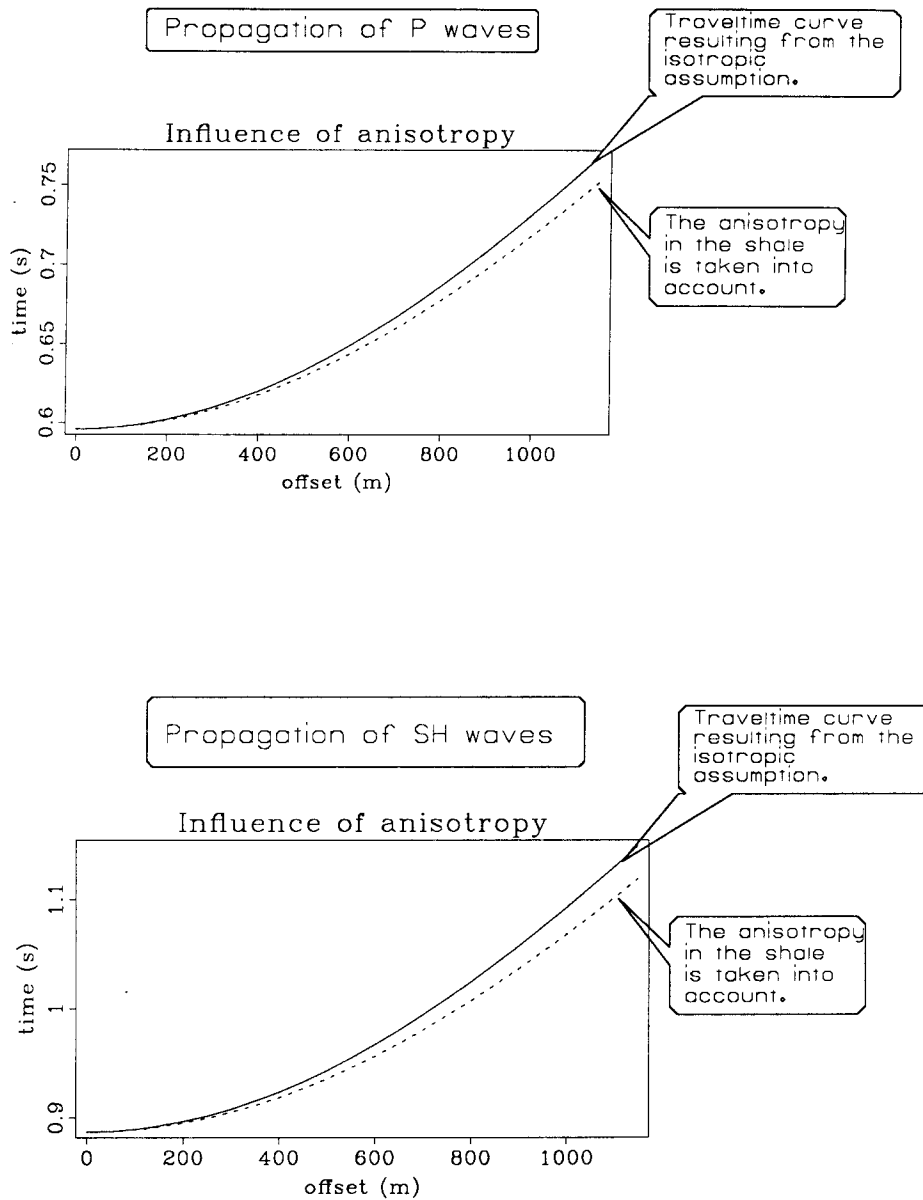 Propagation of P waves
Traveltime curve
resulting from the
isotropic
assumption.
Influence of anisotropy
The anisotropy
in the shale
is taken into
account.
time (s)
0.75
0.7
0.65
0.6
0 200 400 600 800 1000
offset (m)
Propagation of SH waves
Traveltime curve
resulting from the
isotropic
assumption.
Influence of anisotropy
The anisotropy
in the shale
is taken into
account.
time (s)
1.1
1
0.9
0 200 400 600 800 1000
offset (m)